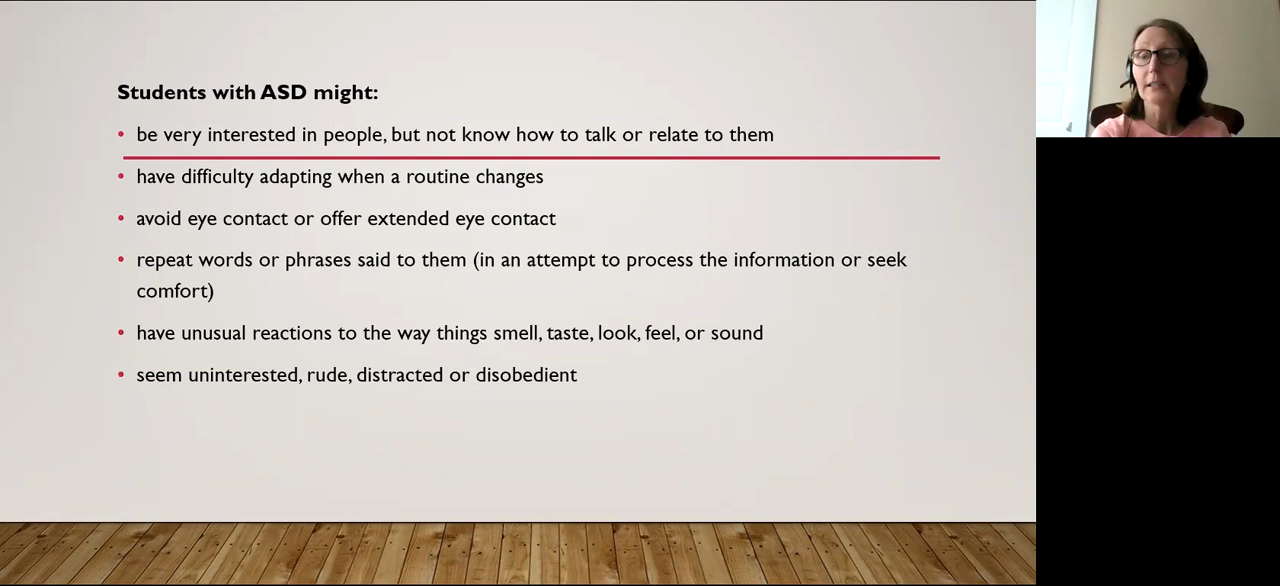 Students with ASD might:
• be very interested in people, but not know how to talk or relate to them
• have difficulty adapting when a routine changes
• avoid eye contact or offer extended eye contact
• repeat words or phrases said to them (in an attempt to process the information or seek
comfort)
• have unusual reactions to the way things smell, taste, look, feel, or sound
• seem uninterested, rude, distracted or disobedient